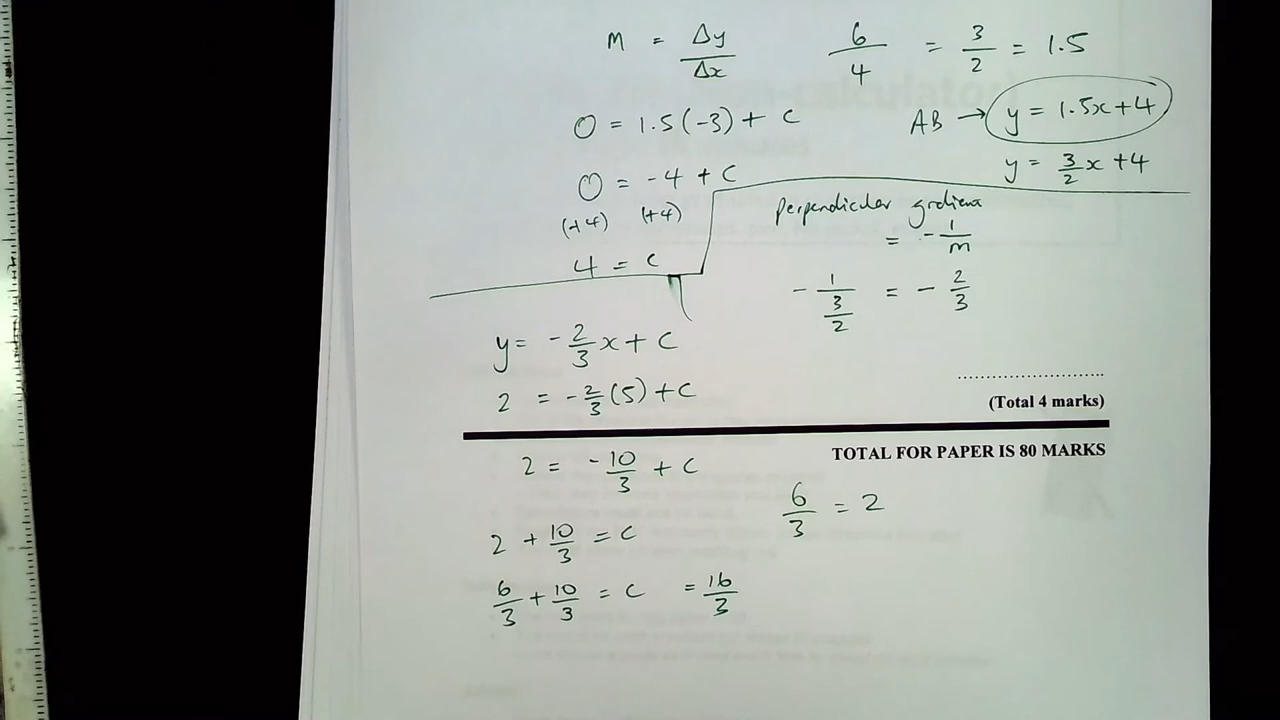 M = Δy/Δx 6/4 = 3/2 = 1.5
0 = 1.5(-3) + C
AB → y = 1.5x+4
0 = -4 + C
y = 3/2x +4
(+4) (+4)
4 = C
perpendicular gradient
= -1/m
- 1/(3/2) = - 2/3
y= -2/3x + C
2 = -2/3(5) + C
(Total 4 marks)
TOTAL FOR PAPER IS 80 MARKS
2 = -10/3 + C
6/3 = 2
2 + 10/3 = C
6/3 + 10/3 = C = 16/3